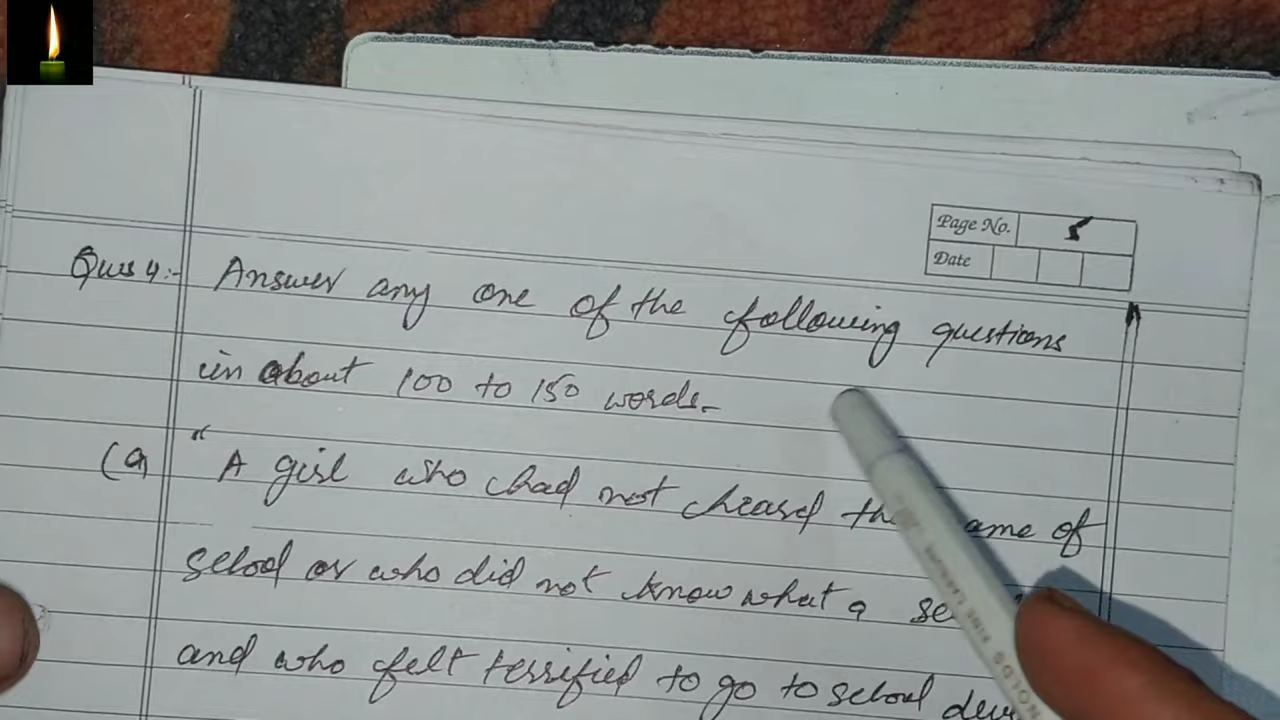 Page No. 5
Date
Ques 4:- Answer any one of the following questions
in about 100 to 150 words.
(a) " A girl who had not heard the ame of
school or who did not know what a
and who felt terrified to go to school